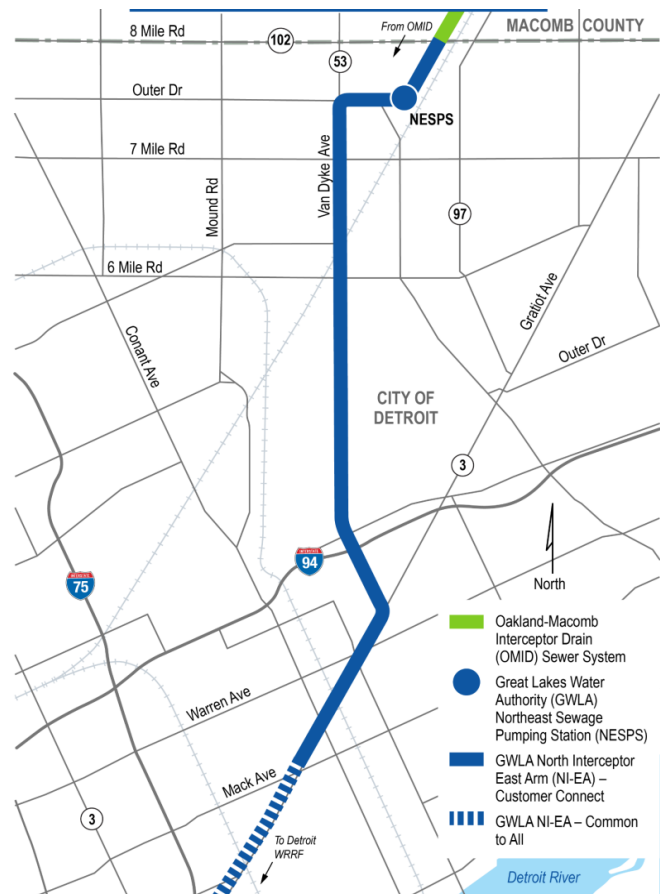 8 Mile Rd
102
From OMID
MACOMB COUNTY
53
Outer Dr
NESPS
7 Mile Rd
Van Dyke Ave
Mound Rd
97
6 Mile Rd
Gratiot Ave
Conant Ave
Outer Dr
CITY OF
DETROIT
3
INTERSTATE
94
INTERSTATE
75
North
Oakland-Macomb
Interceptor Drain
(OMID) Sewer System
Great Lakes Water
Authority (GWLA)
Northeast Sewage
Pumping Station (NESPS)
Warren Ave
GWLA North Interceptor
East Arm (NI-EA) –
Customer Connect
Mack Ave
3
GWLA NI-EA – Common
to All
To Detroit
WRRF
Detroit River